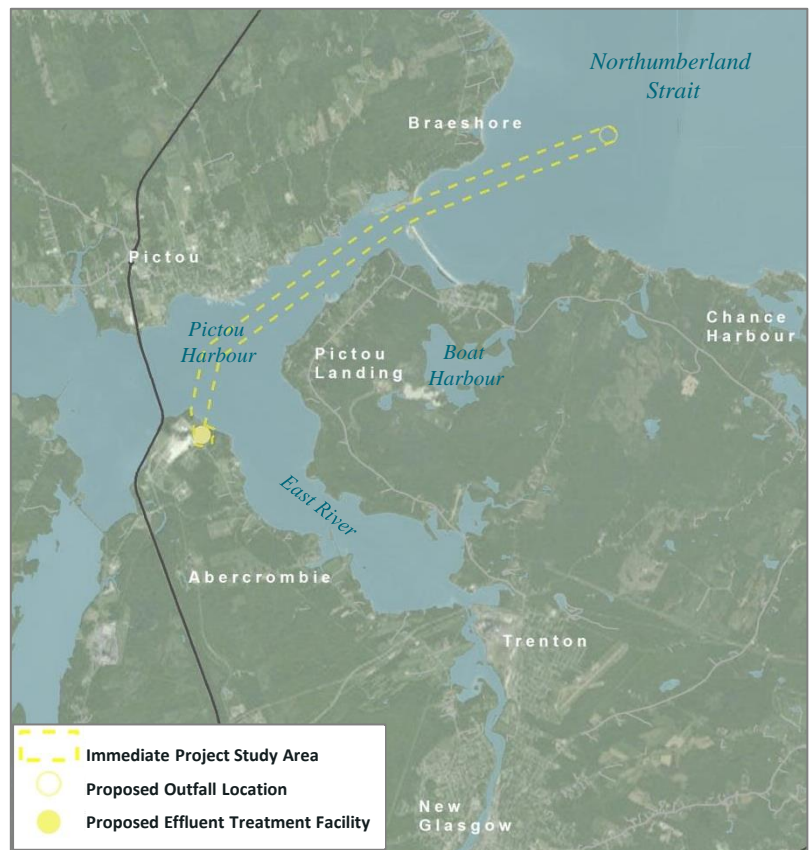 Northumberland
Strait
Braeshore
Pictou
Pictou
Harbour
Pictou
Landing
Boat
Harbour
Chance
Harbour
East River
Abercrombie
Trenton
New
Glasgow
Immediate Project Study Area
Proposed Outfall Location
Proposed Effluent Treatment Facility